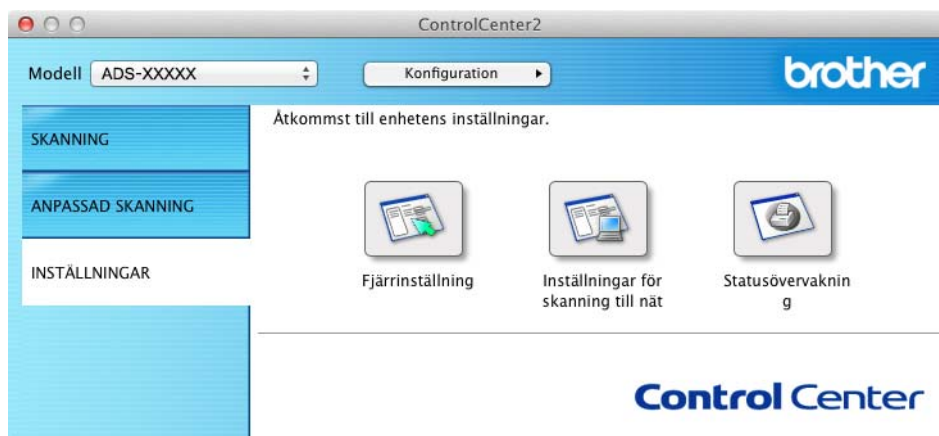 ControlCenter2
Modell ADS-XXXXX Konfiguration brother
SKANNING
ANPASSAD SKANNING
INSTÄLLNINGAR
Åtkommst till enhetens inställningar.
Fjärrinställning
Inställningar för
skanning till nät
Statusövervaknin
g
Control Center